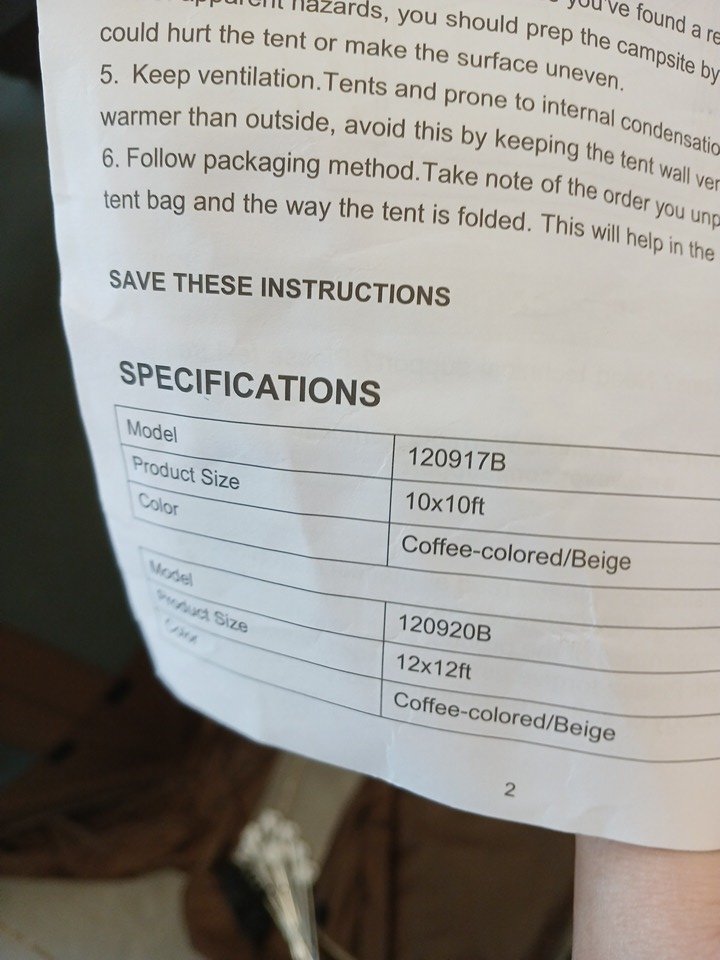 hazards, you should prep the campsite by
you've found a
could hurt the tent or make the surface uneven.
5. Keep ventilation.Tents and prone to internal
warmer than outside, avoid this by keeping the tent wall
6. Follow packaging method.Take note of the order you
tent bag and the way the tent is folded. This will help in the
SAVE THESE INSTRUCTIONS
SPECIFICATIONS
Model 120917B
Product Size 10x10ft
Color Coffee-colored/Beige
Model 120920B
Product Size 12x12ft
Color Coffee-colored/Beige
2